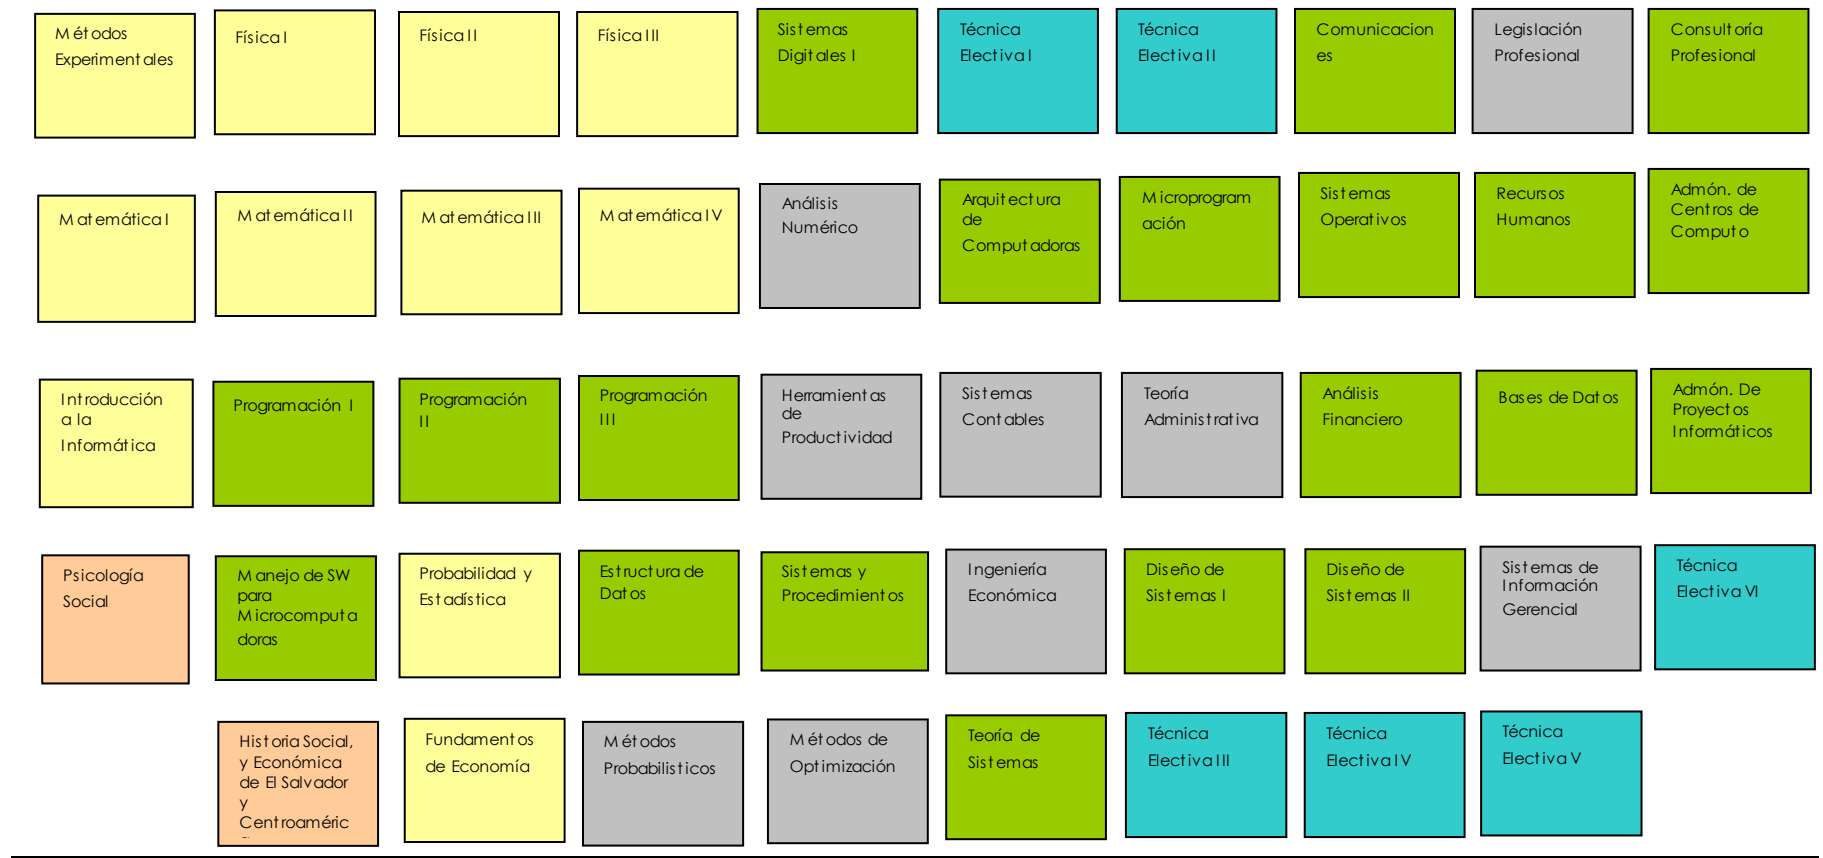 Métodos
Experimentales
Física I
Física II
Física III
Sistemas
Digitales I
Técnica
Electiva I
Técnica
Electiva II
Comunicacion
es
Legislación
Profesional
Consultoría
Profesional
Matemática I
Matemática II
Matemática III
Matemática IV
Análisis
Numérico
Arquitectura
de
Computadoras
Microprogram
ación
Sistemas
Operativos
Recursos
Humanos
Admón. de
Centros de
Computo
Introducción
a la
Informática
Programación I
Programación
II
Programación
III
Herramientas
de
Productividad
Sistemas
Contables
Teoría
Administrativa
Análisis
Financiero
Bases de Datos
Admón. De
Proyectos
Informáticos
Psicología
Social
Manejo de SW
para
Microcomputa
doras
Probabilidad y
Estadística
Estructura de
Datos
Sistemas y
Procedimientos
Ingeniería
Económica
Diseño de
Sistemas I
Diseño de
Sistemas II
Sistemas de
Información
Gerencial
Técnica
Electiva VI
Historia Social,
y Económica
de El Salvador
y
Centroaméric
Fundamentos
de Economía
Métodos
Probabilisticos
Métodos de
Optimización
Teoría de
Sistemas
Técnica
Electiva III
Técnica
Electiva IV
Técnica
Electiva V